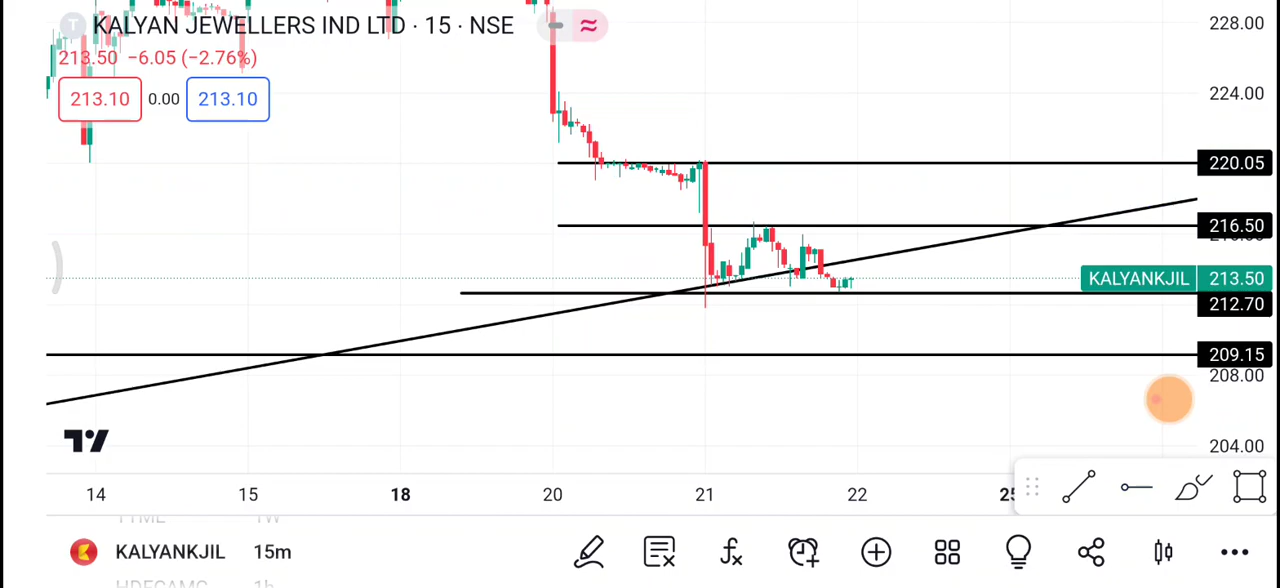 T KALYAN JEWELLERS IND LTD · 15 · NSE
213.50 −6.05 (−2.76%)
213.10 0.00 213.10
228.00
224.00
220.05
216.50
KALYANKJIL 213.50
212.70
209.15
208.00
204.00
14 15 18 20 21 22 25
KALYANKJIL 15m